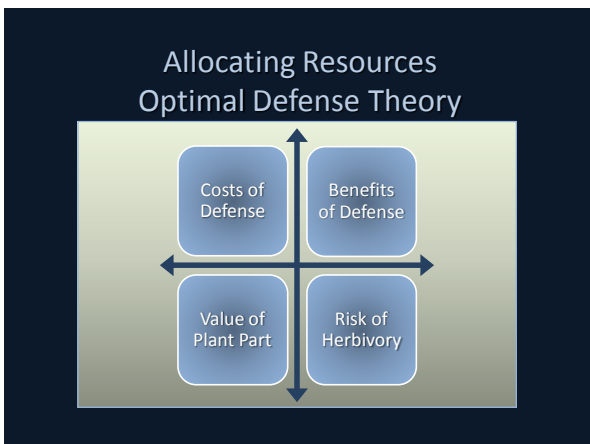 Allocating Resources
Optimal Defense Theory
Costs of
Defense
Benefits
of Defense
Value of
Plant Part
Risk of
Herbivory